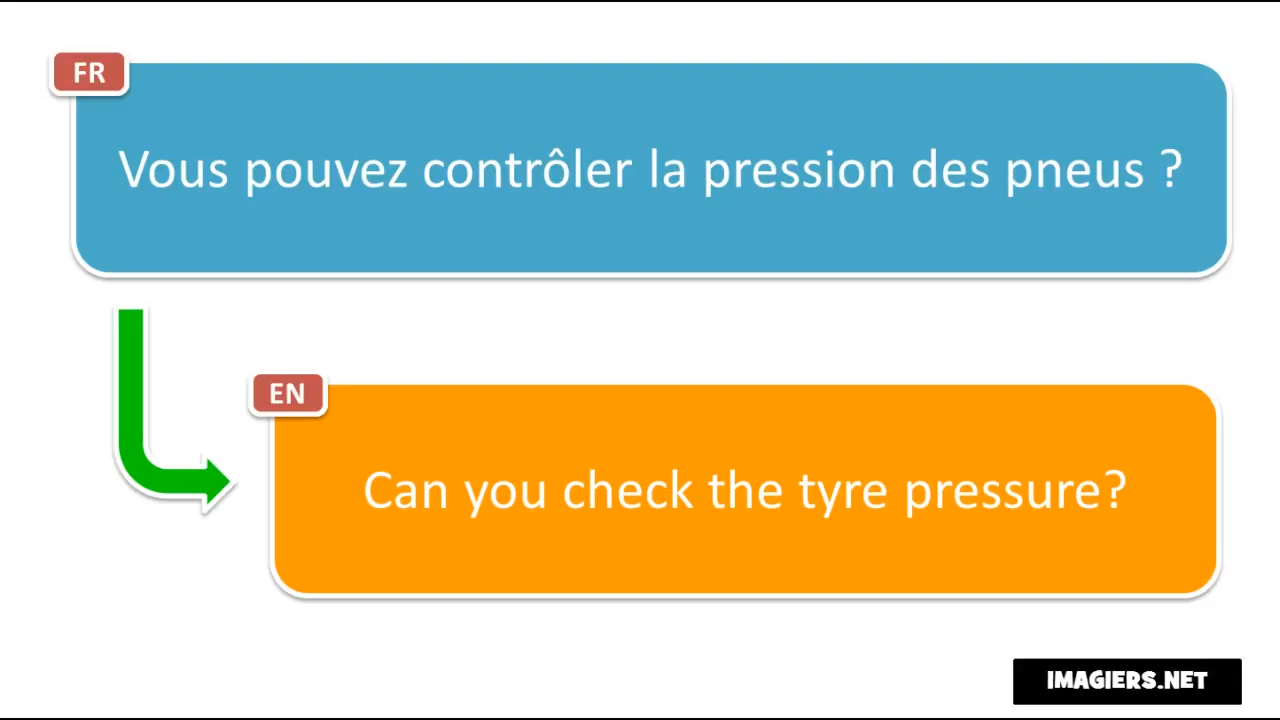 FR
Vous pouvez contrôler la pression des pneus ?
EN
Can you check the tyre pressure?
IMAGIERS.NET